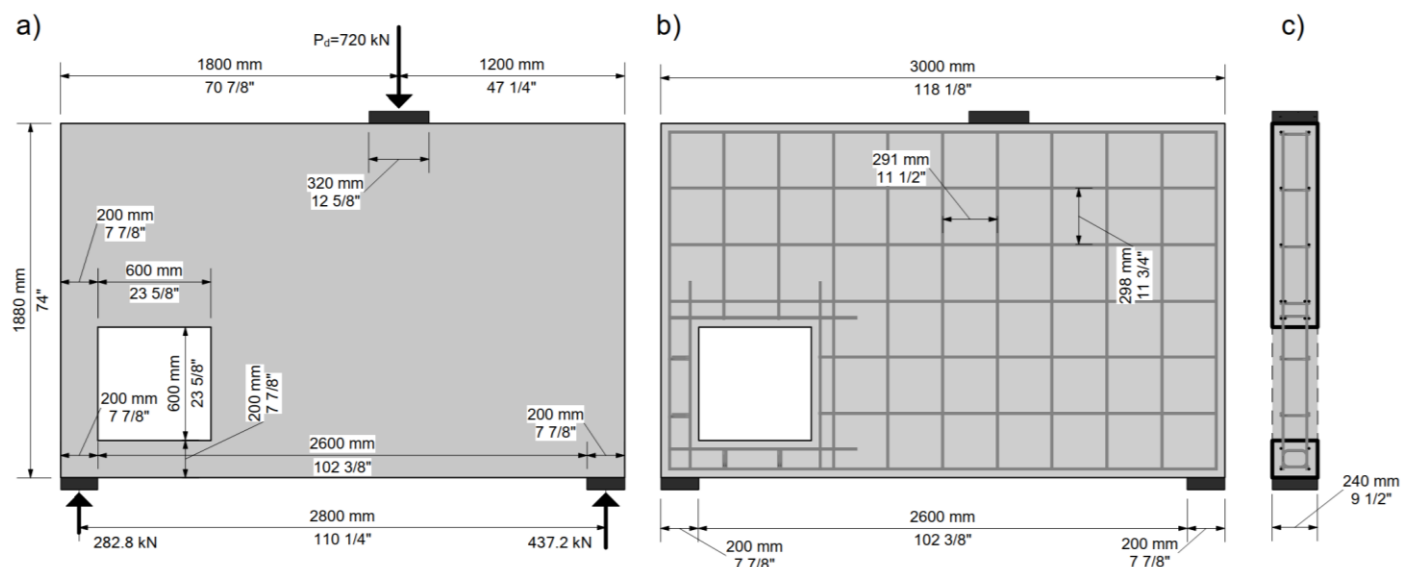 a)
P_d=720 kN
1800 mm
70 7/8"
1200 mm
47 1/4"
320 mm
12 5/8"
200 mm
7 7/8"
600 mm
23 5/8"
1880 mm
74"
600 mm
23 5/8"
200 mm
7 7/8"
200 mm
7 7/8"
200 mm
7 7/8"
2600 mm
102 3/8"
2800 mm
110 1/4"
282.8 kN
437.2 kN
b)
3000 mm
118 1/8"
291 mm
11 1/2"
298 mm
11 3/4"
2600 mm
102 3/8"
200 mm
7 7/8"
200 mm
7 7/8"
c)
240 mm
9 1/2"